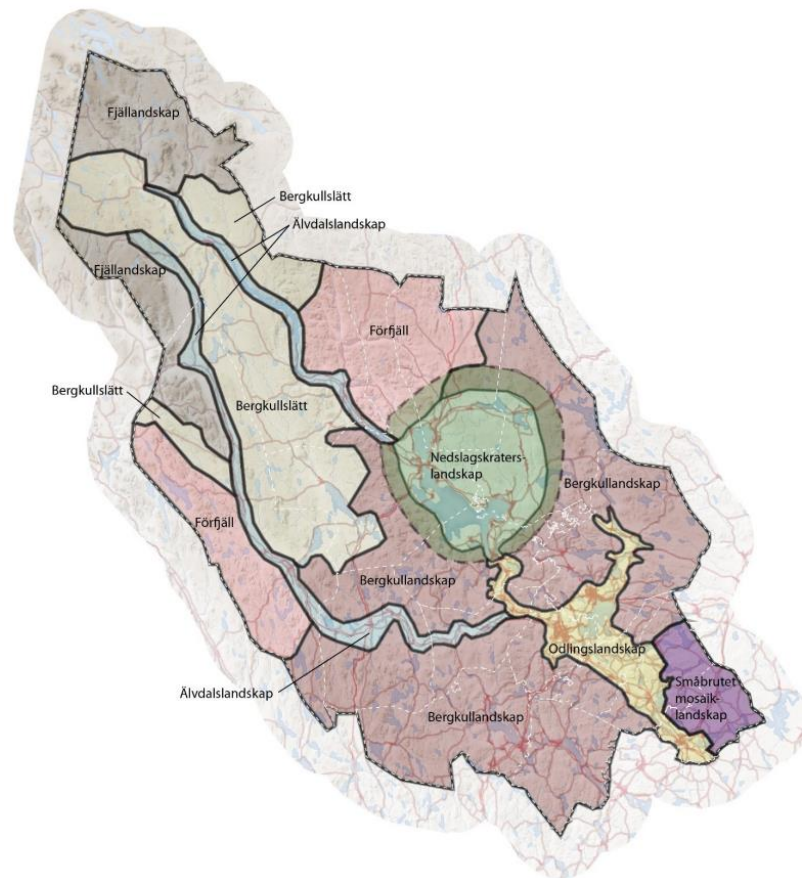 Fjällandskap
Bergkullslätt
Älvdalslandskap
Fjällandskap
Förfjäll
Bergkullslätt
Bergkullslätt
Nedslagskraters-
landskap
Bergkullandskap
Förfjäll
Bergkullandskap
Odlingslandskap
Älvdalslandskap
Småbrutet
mosaik-
landskap
Bergkullandskap